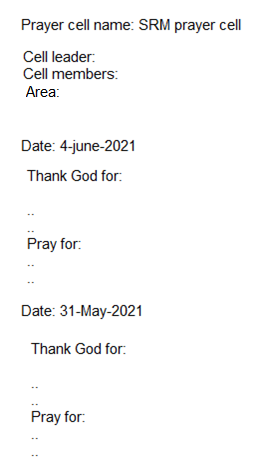 Prayer cell name: SRM prayer cell
Cell leader:
Cell members:
Area:
Date: 4-june-2021
Thank God for:
..
..
Pray for:
..
..
Date: 31-May-2021
Thank God for:
..
..
Pray for:
..
..